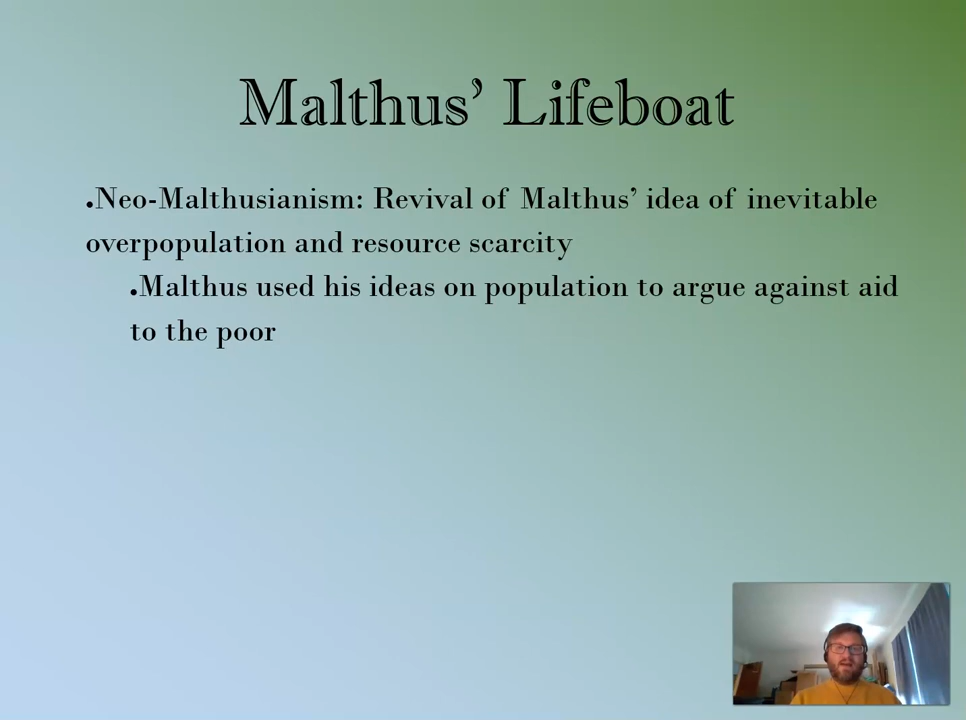 Malthus’ Lifeboat
•Neo-Malthusianism: Revival of Malthus’ idea of inevitable
overpopulation and resource scarcity
•Malthus used his ideas on population to argue against aid
to the poor